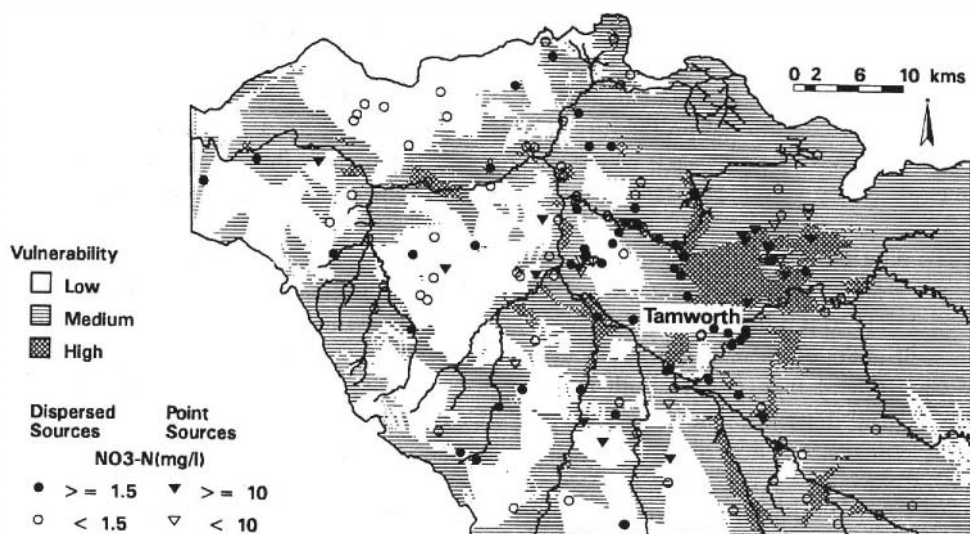 0 2 6 10 kms
Vulnerability
Low
Medium
High
Tamworth
Dispersed Point
Sources Sources
NO3-N(mg/l)
> = 1.5 > = 10
< 1.5 < 10